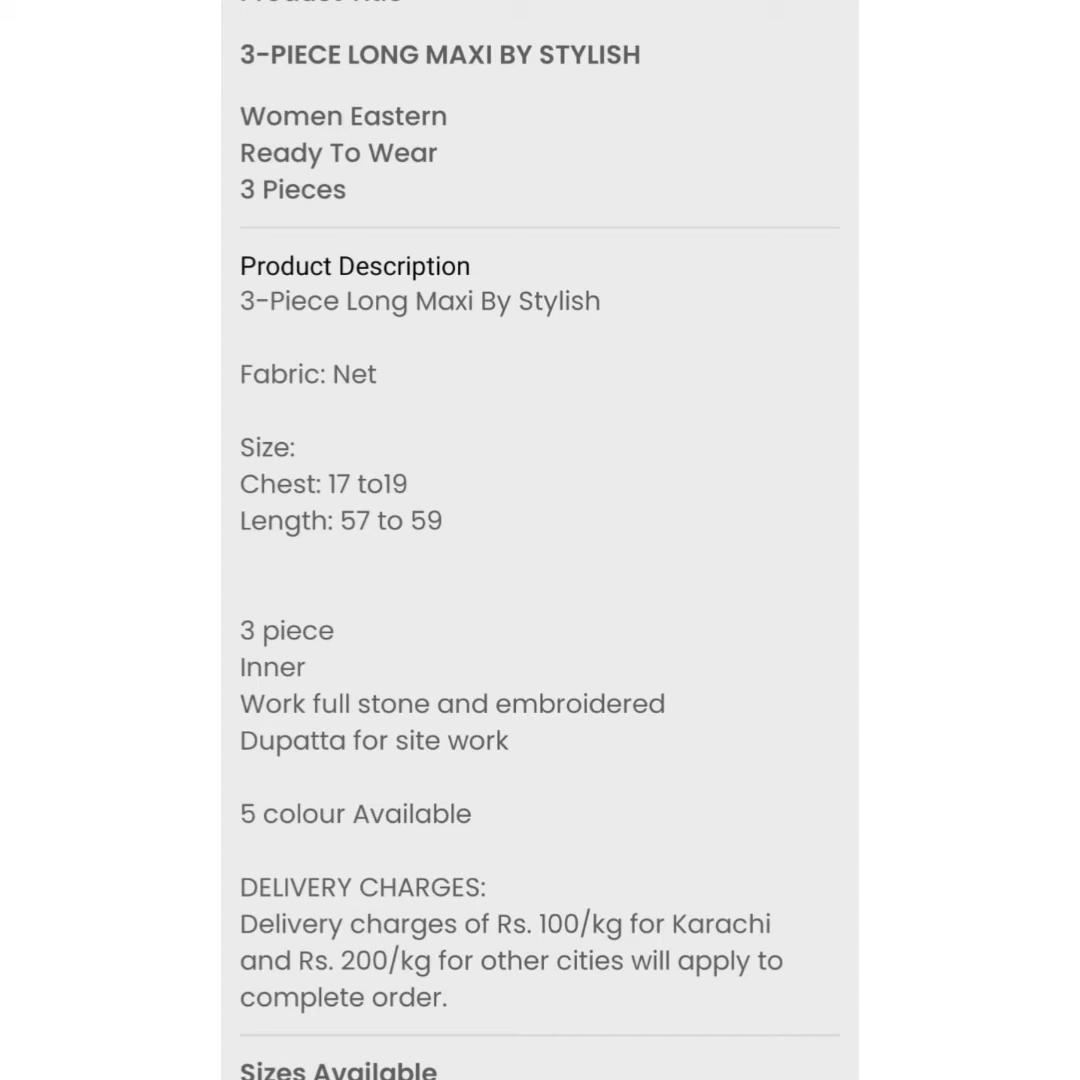 3-PIECE LONG MAXI BY STYLISH
Women Eastern
Ready To Wear
3 Pieces
Product Description
3-Piece Long Maxi By Stylish
Fabric: Net
Size:
Chest: 17 to19
Length: 57 to 59
3 piece
Inner
Work full stone and embroidered
Dupatta for site work
5 colour Available
DELIVERY CHARGES:
Delivery charges of Rs. 100/kg for Karachi
and Rs. 200/kg for other cities will apply to
complete order.
Sizes Available